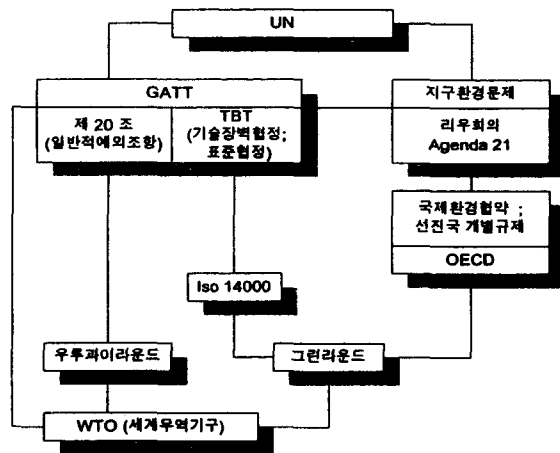 UN
GATT
제 20 조
(일반적예외조항)
TBT
(기술장벽협정;
표준협정)
지구환경문제
리우회의
Agenda 21
국제환경협약 ;
선진국 개별규제
OECD
Iso 14000
우루과이라운드
그린라운드
WTO (세계무역기구)